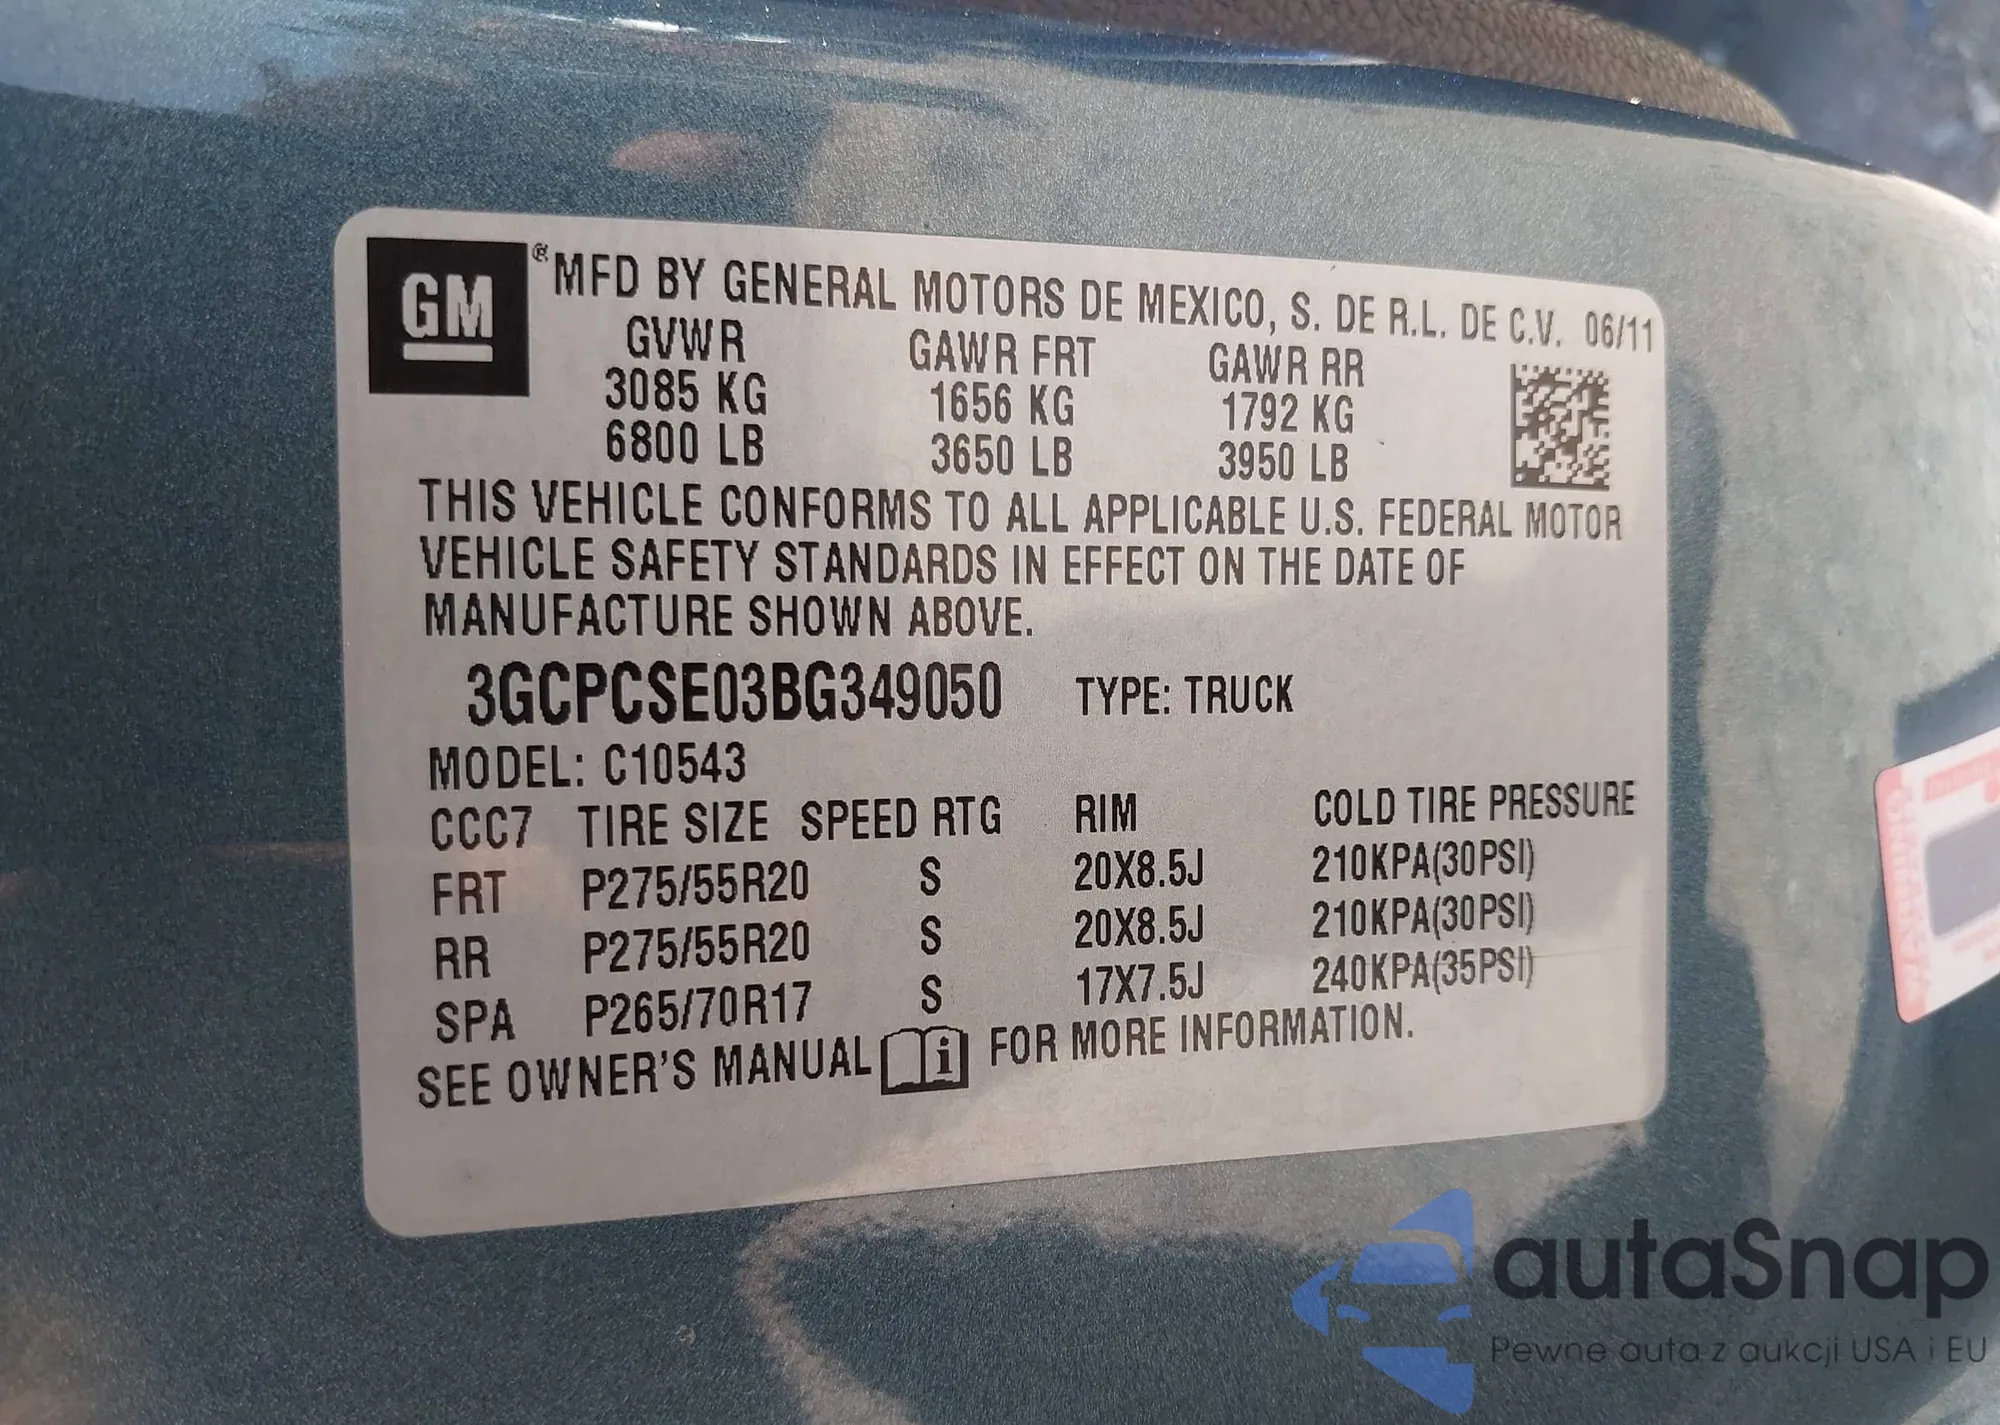 GM
® MFD BY GENERAL MOTORS DE MEXICO, S. DE R.L. DE C.V. 06/11
GVWR GAWR FRT GAWR RR
3085 KG 1656 KG 1792 KG
6800 LB 3650 LB 3950 LB
THIS VEHICLE CONFORMS TO ALL APPLICABLE U.S. FEDERAL MOTOR
VEHICLE SAFETY STANDARDS IN EFFECT ON THE DATE OF
MANUFACTURE SHOWN ABOVE.
3GCPCSE03BG349050 TYPE: TRUCK
MODEL: C10543
CCC7 TIRE SIZE SPEED RTG RIM COLD TIRE PRESSURE
FRT P275/55R20 S 20X8.5J 210KPA(30PSI)
RR P275/55R20 S 20X8.5J 210KPA(30PSI)
SPA P265/70R17 S 17X7.5J 240KPA(35PSI)
SEE OWNER'S MANUAL i FOR MORE INFORMATION.
autaSnap
Pewne auta z aukcji USA i EU